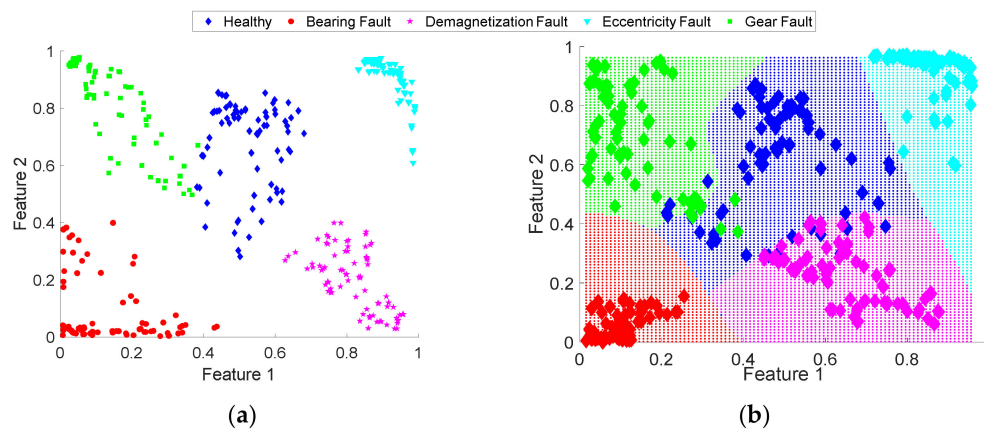 Healthy Bearing Fault Demagnetization Fault Eccentricity Fault Gear Fault
1
0.8
0.6
0.4
0.2
0
Feature 2
0 0.2 0.4 0.6 0.8 1
Feature 1
(a)
1
0.8
0.6
0.4
0.2
0
Feature 2
0.2 0.4 0.6 0.8
Feature 1
(b)